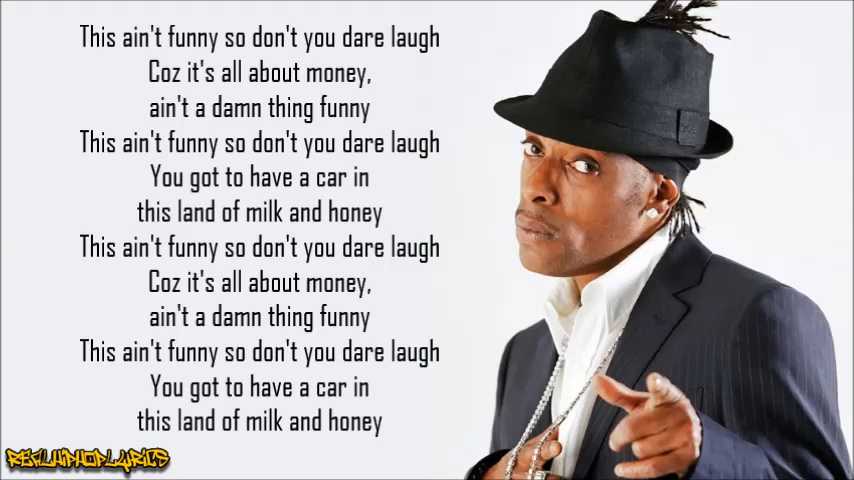 This ain't funny so don't you dare laugh
Coz it's all about money,
ain't a damn thing funny
This ain't funny so don't you dare laugh
You got to have a car in
this land of milk and honey
This ain't funny so don't you dare laugh
Coz it's all about money,
ain't a damn thing funny
This ain't funny so don't you dare laugh
You got to have a car in
this land of milk and honey
REALHIPHOPLYRICS